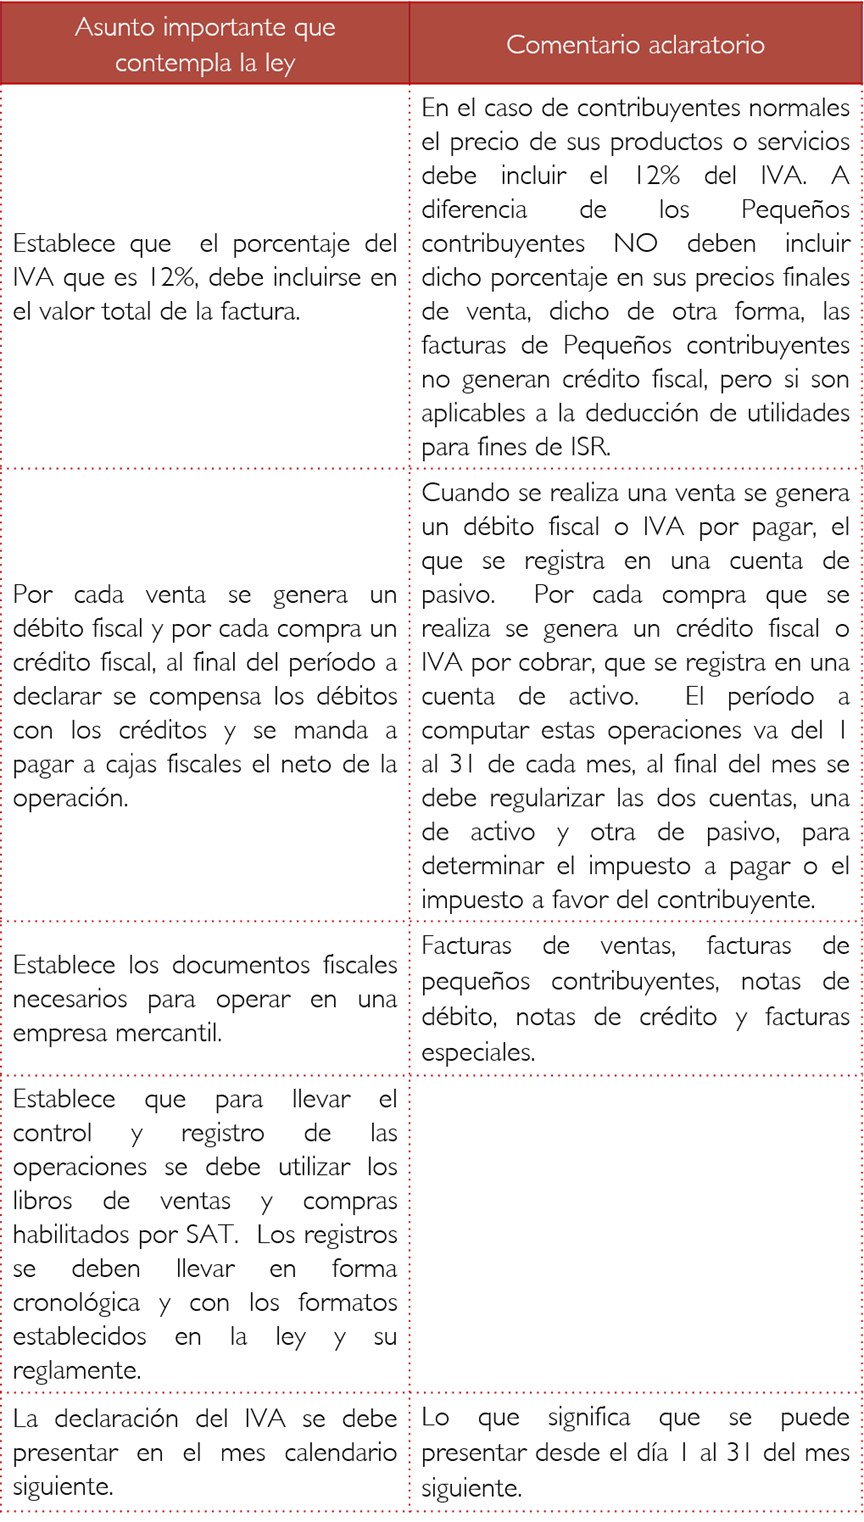 Asunto importante que
contempla la ley
Comentario aclaratorio
Establece que el porcentaje del
IVA que es 12%, debe incluirse en
el valor total de la factura.
En el caso de contribuyentes normales
el precio de sus productos o servicios
debe incluir el 12% del IVA. A
diferencia de los Pequeños
contribuyentes NO deben incluir
dicho porcentaje en sus precios finales
de venta, dicho de otra forma, las
facturas de Pequeños contribuyentes
no generan crédito fiscal, pero si son
aplicables a la deducción de utilidades
para fines de ISR.
Por cada venta se genera un
débito fiscal y por cada compra un
crédito fiscal, al final del período a
declarar se compensa los débitos
con los créditos y se manda a
pagar a cajas fiscales el neto de la
operación.
Cuando se realiza una venta se genera
un débito fiscal o IVA por pagar, el
que se registra en una cuenta de
pasivo. Por cada compra que se
realiza se genera un crédito fiscal o
IVA por cobrar, que se registra en una
cuenta de activo. El período a
computar estas operaciones va del 1
al 31 de cada mes, al final del mes se
debe regularizar las dos cuentas, una
de activo y otra de pasivo, para
determinar el impuesto a pagar o el
impuesto a favor del contribuyente.
Establece los documentos fiscales
necesarios para operar en una
empresa mercantil.
Facturas de ventas, facturas de
pequeños contribuyentes, notas de
débito, notas de crédito y facturas
especiales.
Establece que para llevar el
control y registro de las
operaciones se debe utilizar los
libros de ventas y compras
habilitados por SAT. Los registros
se deben llevar en forma
cronológica y con los formatos
establecidos en la ley y su
reglamente.
La declaración del IVA se debe
presentar en el mes calendario
siguiente.
Lo que significa que se puede
presentar desde el día 1 al 31 del mes
siguiente.